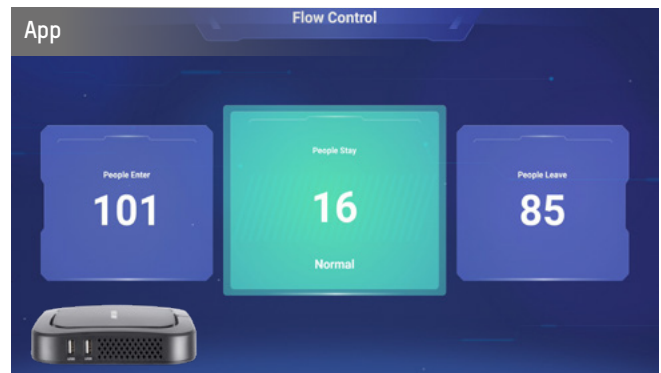 App
Flow Control
People Enter
101
People Stay
16
Normal
People Leave
85